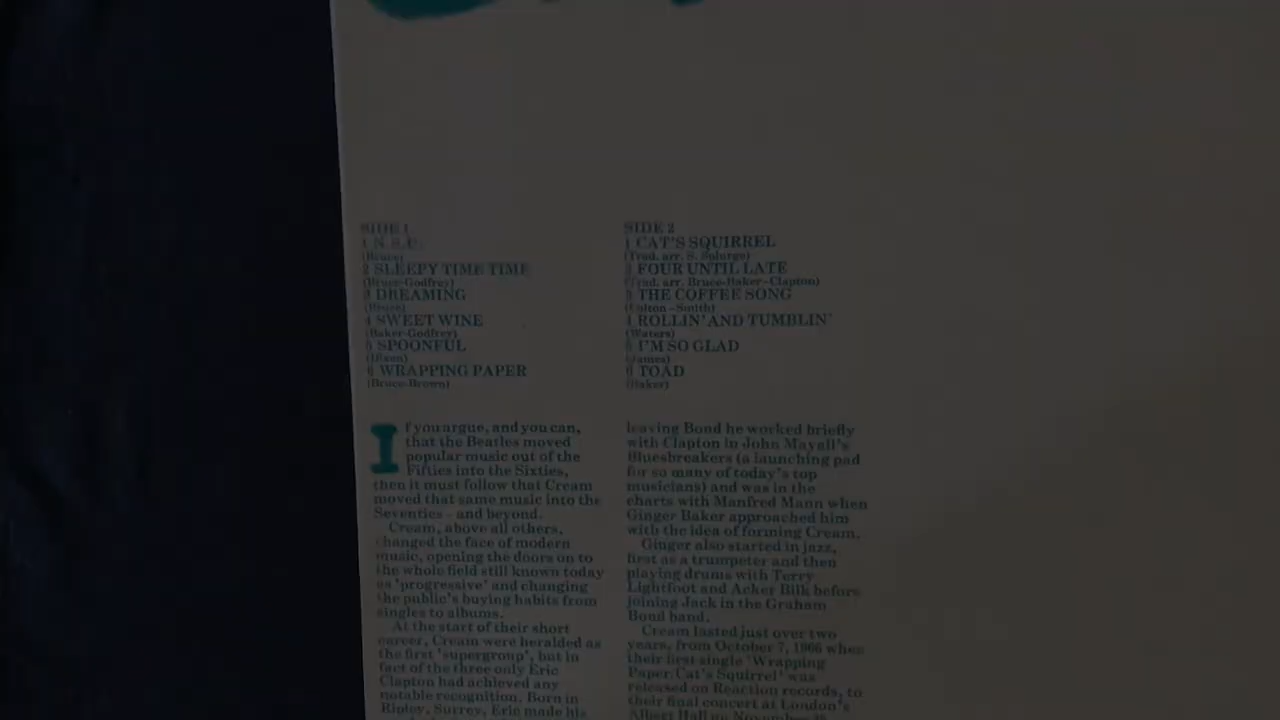 SIDE 1
1 N.S.U.
(Bruce)
2 SLEEPY TIME TIME
(Bruce-Godfrey)
3 DREAMING
(Bruce)
4 SWEET WINE
(Baker-Godfrey)
5 SPOONFUL
(Dixon)
6 WRAPPING PAPER
(Bruce-Brown)
SIDE 2
1 CAT'S SQUIRREL
(Trad. arr. S. Splurge)
2 FOUR UNTIL LATE
(Trad. arr. Bruce-Baker-Clapton)
3 THE COFFEE SONG
(Colton-Smith)
4 ROLLIN' AND TUMBLIN'
(Waters)
5 I'M SO GLAD
(James)
6 TOAD
(Baker)
If you argue, and you can,
that the Beatles moved
popular music out of the
Fifties into the Sixties,
then it must follow that Cream
moved that same music into the
Seventies - and beyond.
Cream, above all others,
changed the face of modern
music, opening the doors on to
the whole field still known today
as 'progressive' and changing
the public's buying habits from
singles to albums.
At the start of their short
career, Cream were heralded as
the first 'supergroup', but in
fact of the three only Eric
Clapton had achieved any
notable recognition. Born in
Ripley, Surrey, Eric made his
leaving Bond he worked briefly
with Clapton in John Mayall's
Bluesbreakers (a launching pad
for so many of today's top
musicians) and was in the
charts with Manfred Mann when
Ginger Baker approached him
with the idea of forming Cream.
Ginger also started in jazz,
first as a trumpeter and then
playing drums with Terry
Lightfoot and Acker Bilk before
joining Jack in the Graham
Bond band.
Cream lasted just over two
years, from October 7, 1966 when
their first single 'Wrapping
Paper/Cat's Squirrel' was
released on Reaction records, to
their final concert at London's
Albert Hall on November 26